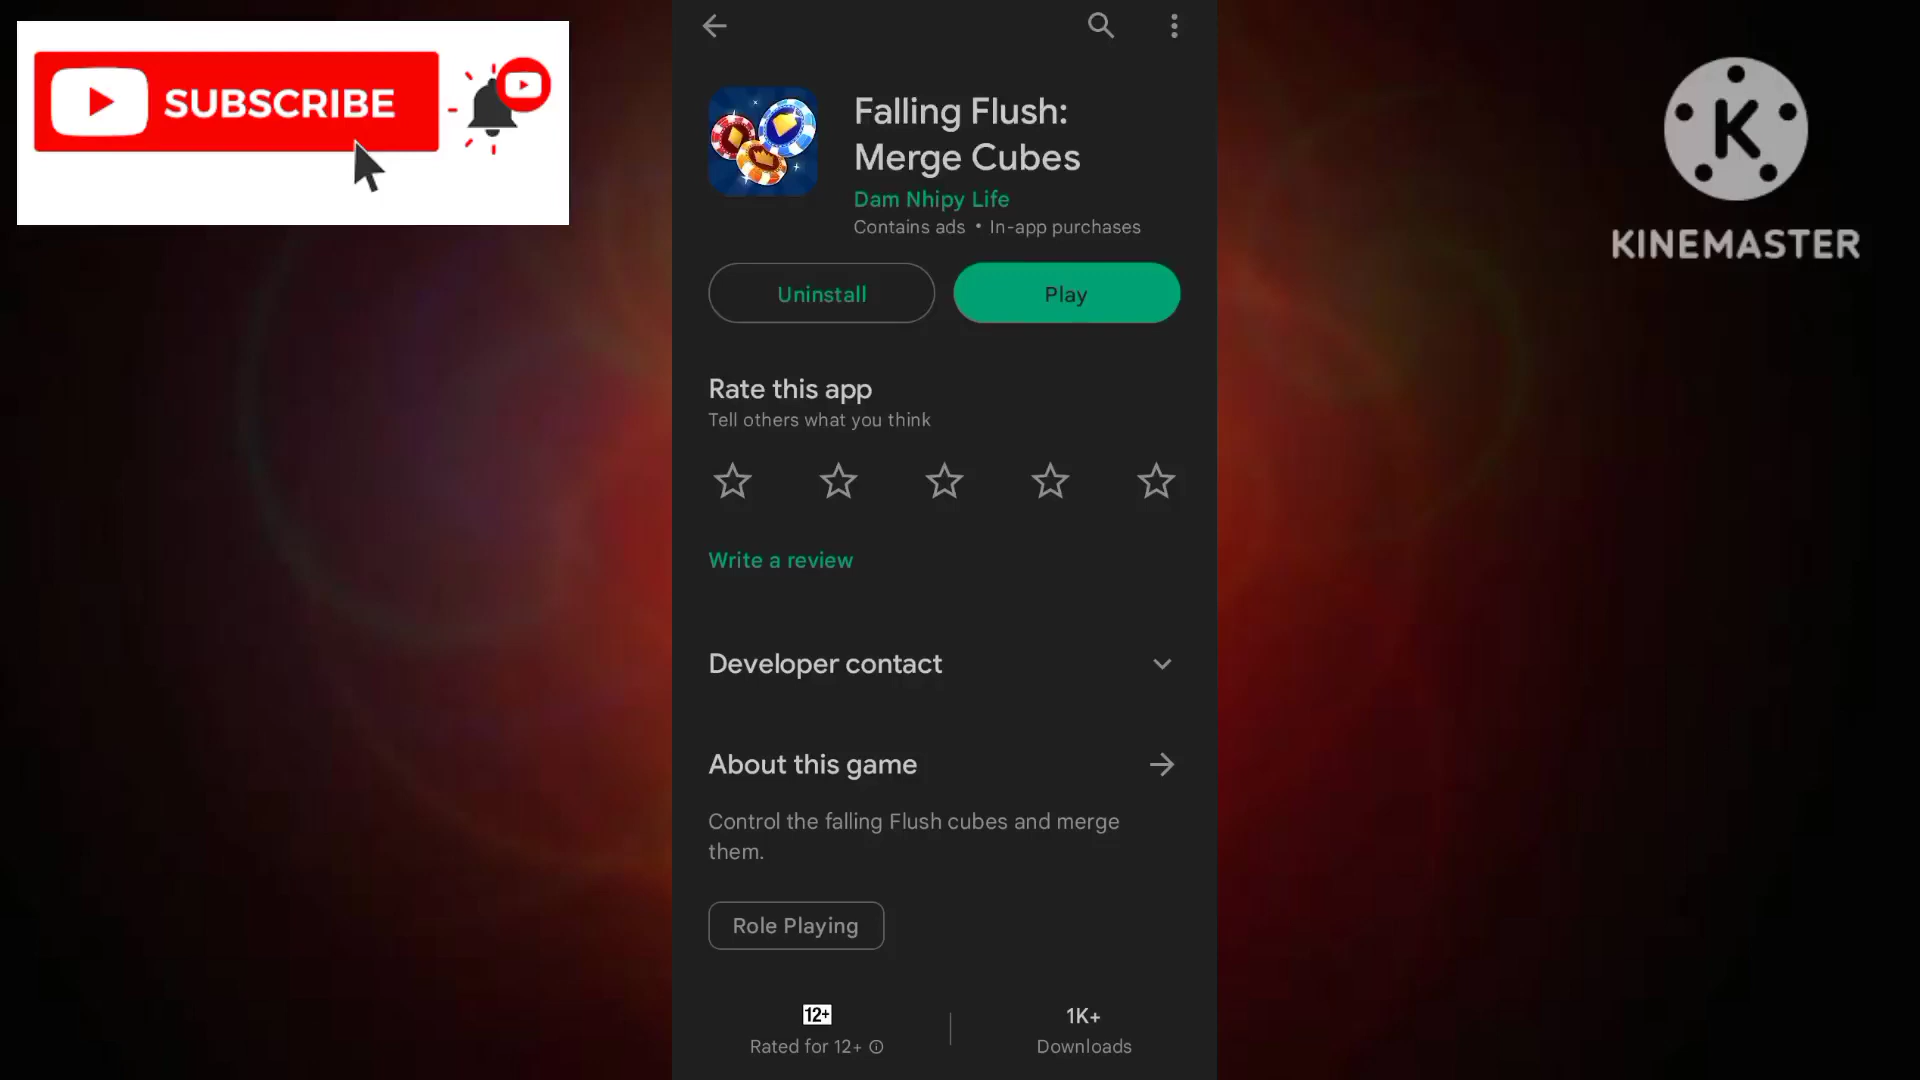 SUBSCRIBE
K
KINEMASTER
Falling Flush:
Merge Cubes
Dam Nhipy Life
Contains ads • In-app purchases
Uninstall
Play
Rate this app
Tell others what you think
Write a review
Developer contact
About this game
Control the falling Flush cubes and merge
them.
Role Playing
12+
Rated for 12+
1K+
Downloads